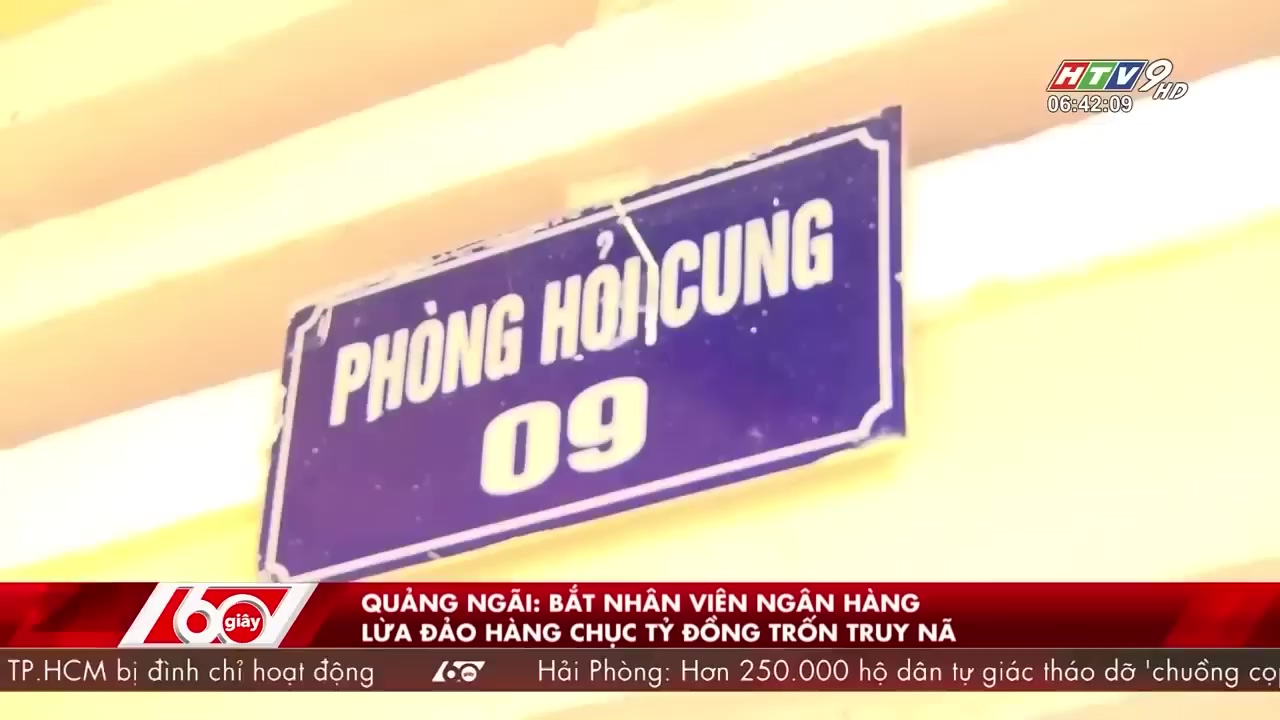 HTV9 HD
06:42:09
PHÒNG HỎI CUNG
09
60 giây
QUẢNG NGÃI: BẮT NHÂN VIÊN NGÂN HÀNG
LỪA ĐẢO HÀNG CHỤC TỶ ĐỒNG TRỐN TRUY NÃ
TP.HCM bị đình chỉ hoạt động 60 giây Hải Phòng: Hơn 250.000 hộ dân tự giác tháo dỡ 'chuồng cọp